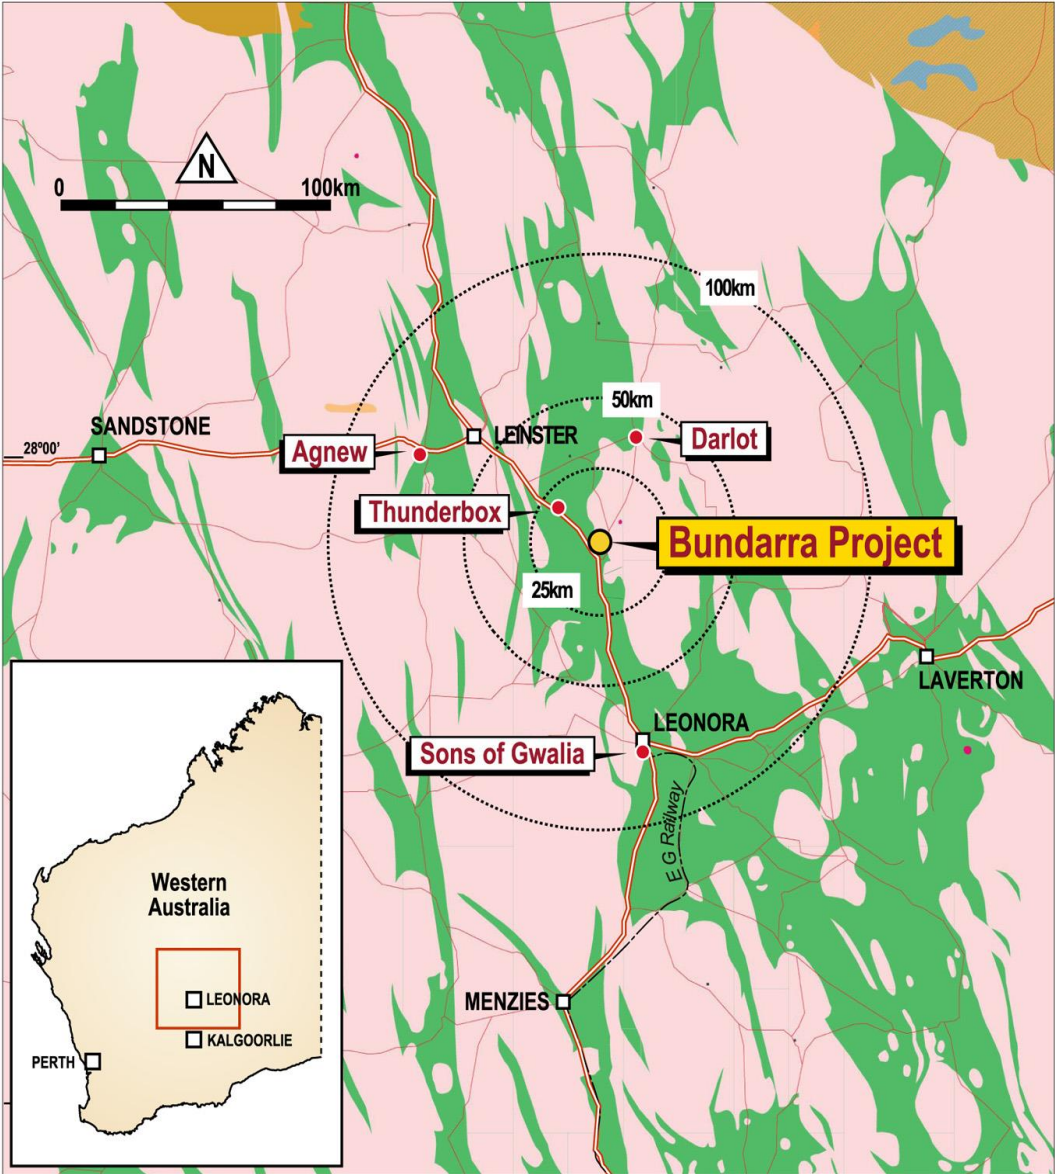 N
0
100km
100km
50km
SANDSTONE
LEINSTER
Darlot
28°00'
Agnew
Thunderbox
Bundarra Project
25km
LAVERTON
LEONORA
Sons of Gwalia
E G Railway
Western
Australia
LEONORA
MENZIES
KALGOORLIE
PERTH